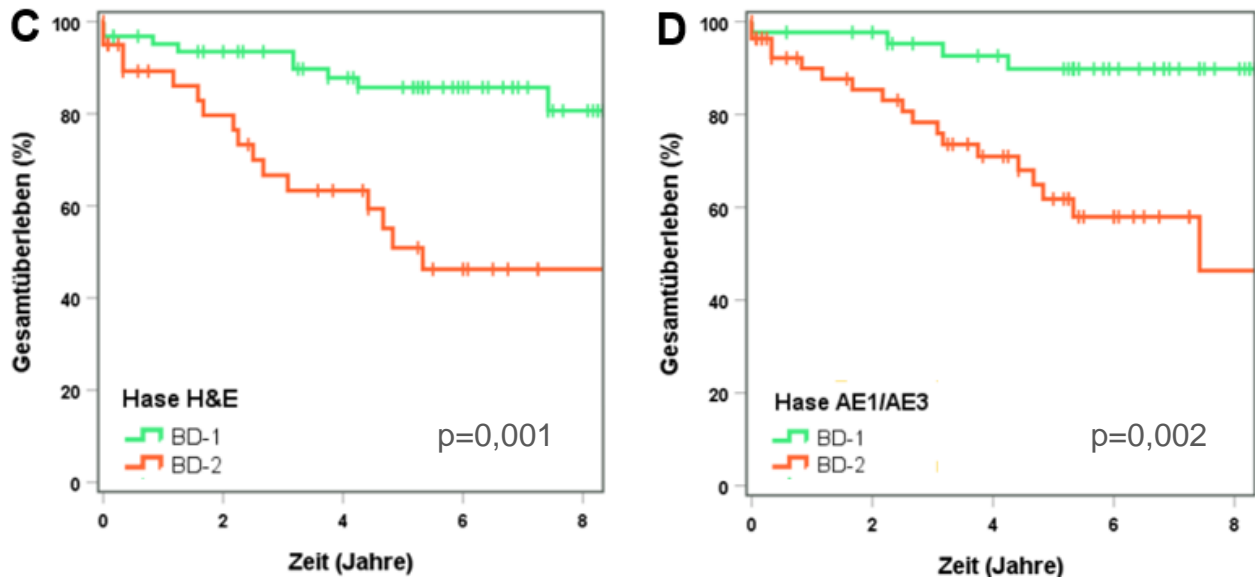 C
100
80
60
40
20
0
Gesamtüberleben (%)
Hase H&E
BD-1
BD-2
p=0,001
0 2 4 6 8
Zeit (Jahre)
D
100
80
60
40
20
0
Gesamtüberleben (%)
Hase AE1/AE3
BD-1
BD-2
p=0,002
0 2 4 6 8
Zeit (Jahre)